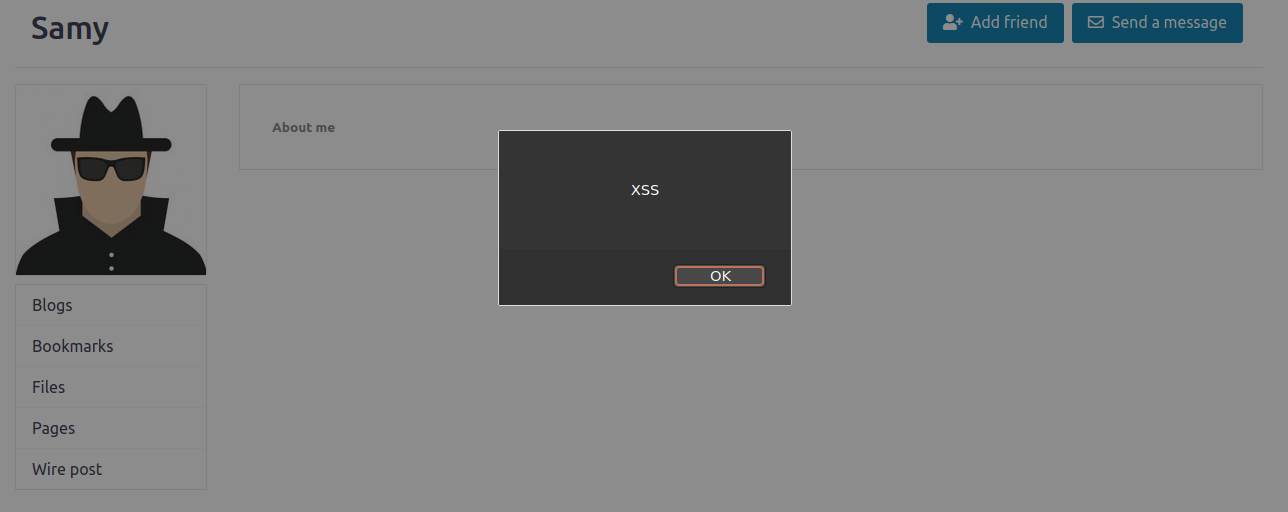 Samy
Add friend
Send a message
About me
XSS
OK
Blogs
Bookmarks
Files
Pages
Wire post